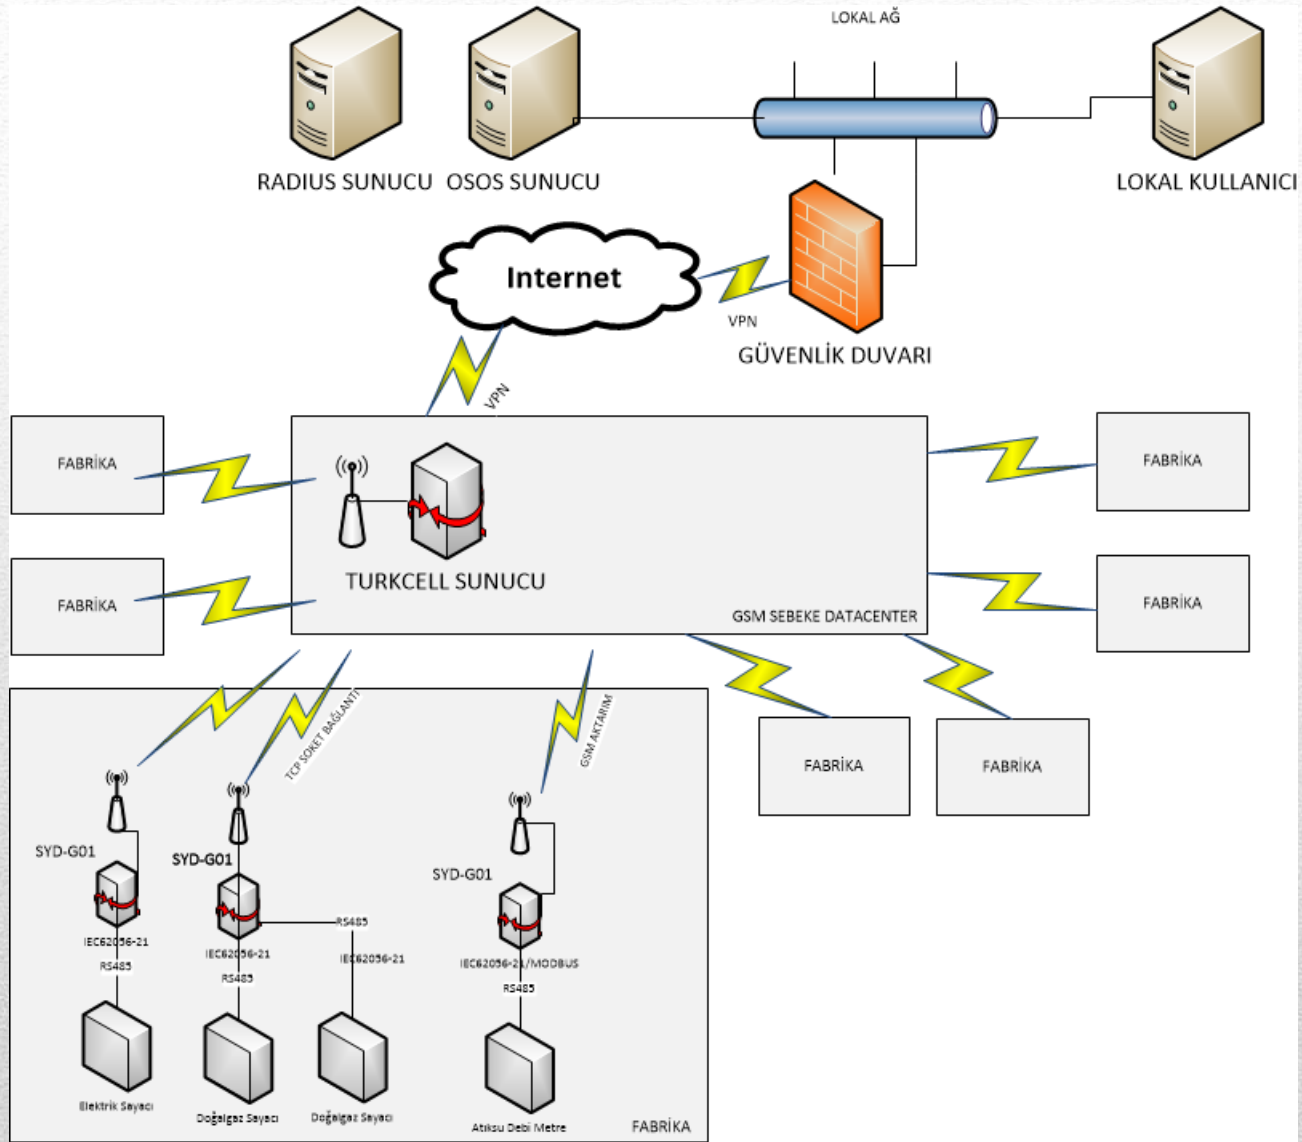 LOKAL AĞ
RADIUS SUNUCU
OSOS SUNUCU
LOKAL KULLANICI
Internet
VPN
GÜVENLİK DUVARI
VPN
FABRİKA
FABRİKA
FABRİKA
FABRİKA
TURKCELL SUNUCU
GSM SEBEKE DATACENTER
TCP SOKET BAĞLANTI
GSM AKTARIM
FABRİKA
FABRİKA
SYD-G01
SYD-G01
SYD-G01
IEC62056-21
RS485
IEC62056-21
RS485
RS485
IEC62056-21
IEC62056-21/MODBUS
RS485
Elektrik Sayacı
Doğalgaz Sayacı
Doğalgaz Sayacı
Atıksu Debi Metre
FABRİKA